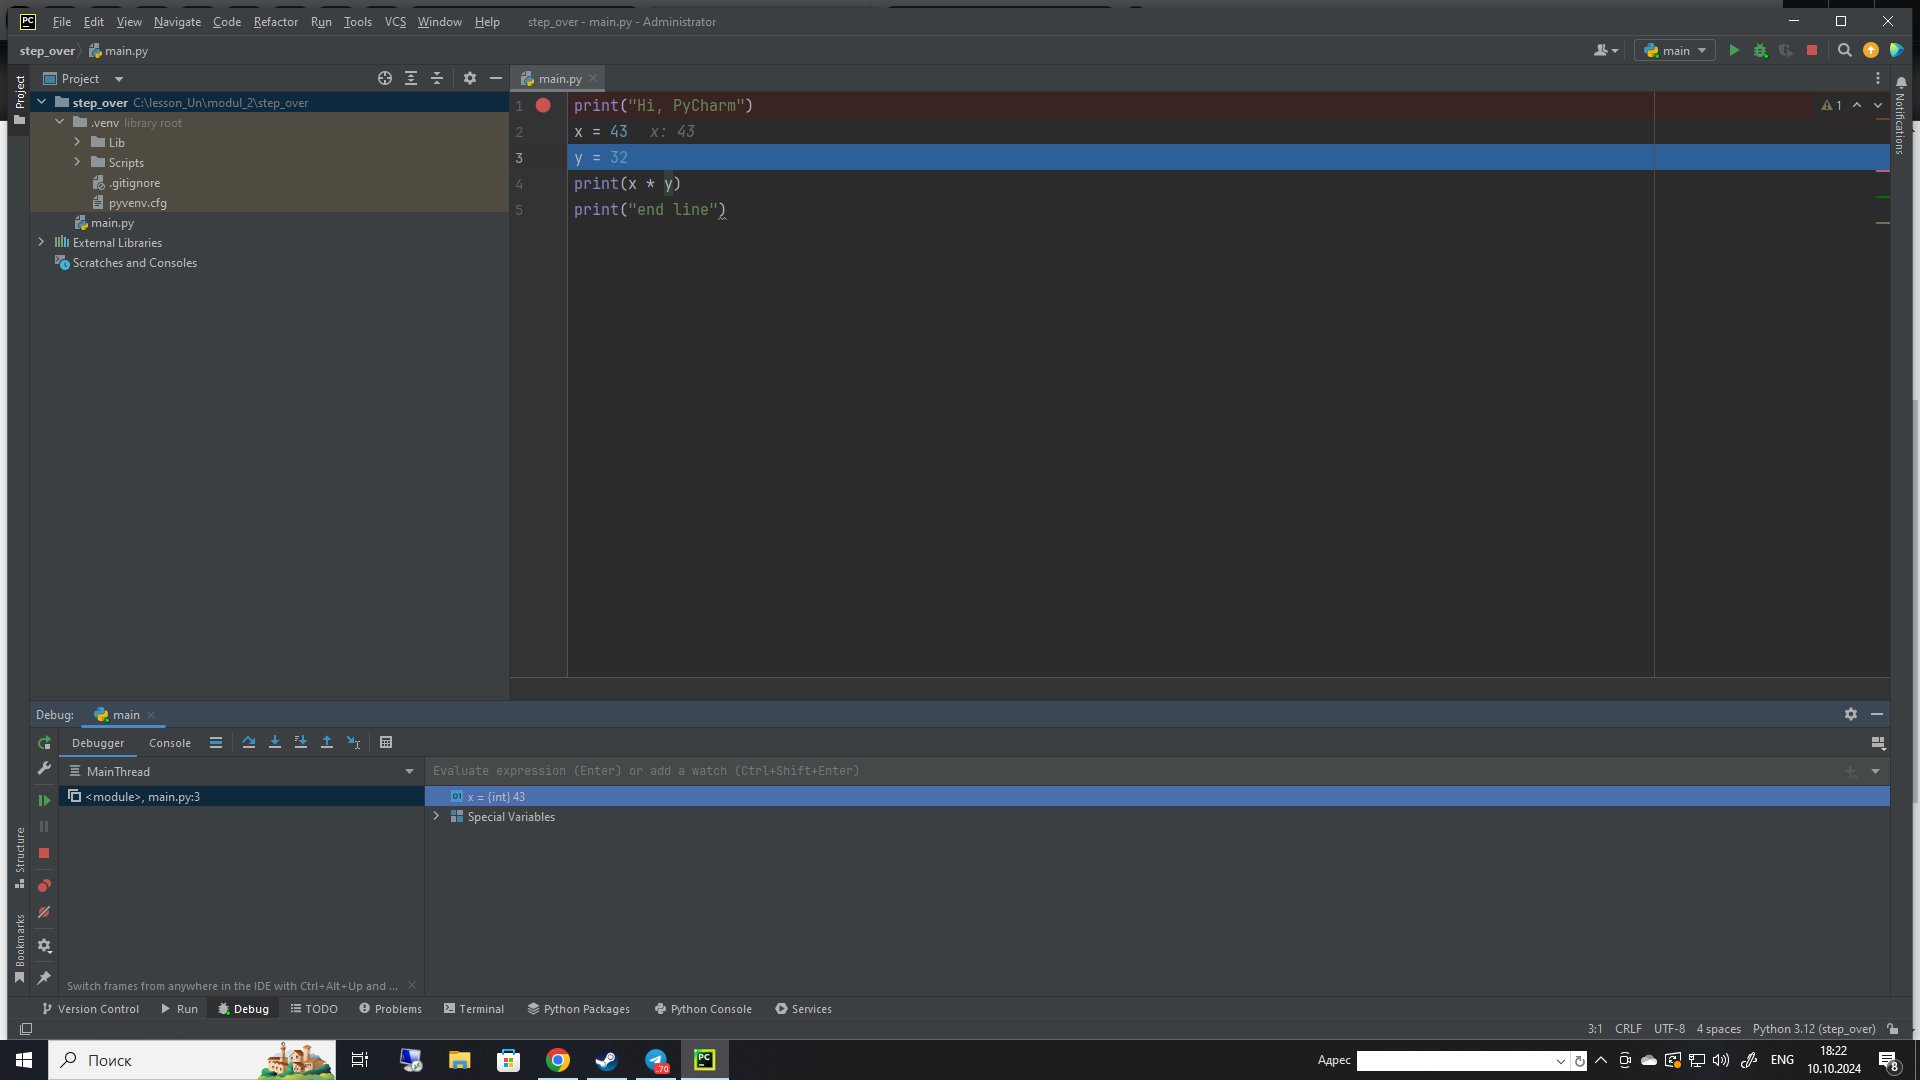 PC File Edit View Navigate Code Refactor Run Tools VCS Window Help step_over - main.py - Administrator
step_over main.py main
Project
Project
step_over C:\lesson_Un\modul_2\step_over
.venv library root
Lib
Scripts
.gitignore
pyvenv.cfg
main.py
External Libraries
Scratches and Consoles
main.py
1 print("Hi, PyCharm")
2 x = 43 x: 43
3 y = 32
4 print(x * y)
5 print("end line")
1
Notifications
Debug: main
Debugger Console
MainThread
Evaluate expression (Enter) or add a watch (Ctrl+Shift+Enter)
<module>, main.py:3
01 x = {int} 43
Special Variables
Structure
Bookmarks
Switch frames from anywhere in the IDE with Ctrl+Alt+Up and ...
Version Control Run Debug TODO Problems Terminal Python Packages Python Console Services
3:1 CRLF UTF-8 4 spaces Python 3.12 (step_over)
Поиск
.70
PC
Адрес
ENG
18:22
10.10.2024
8